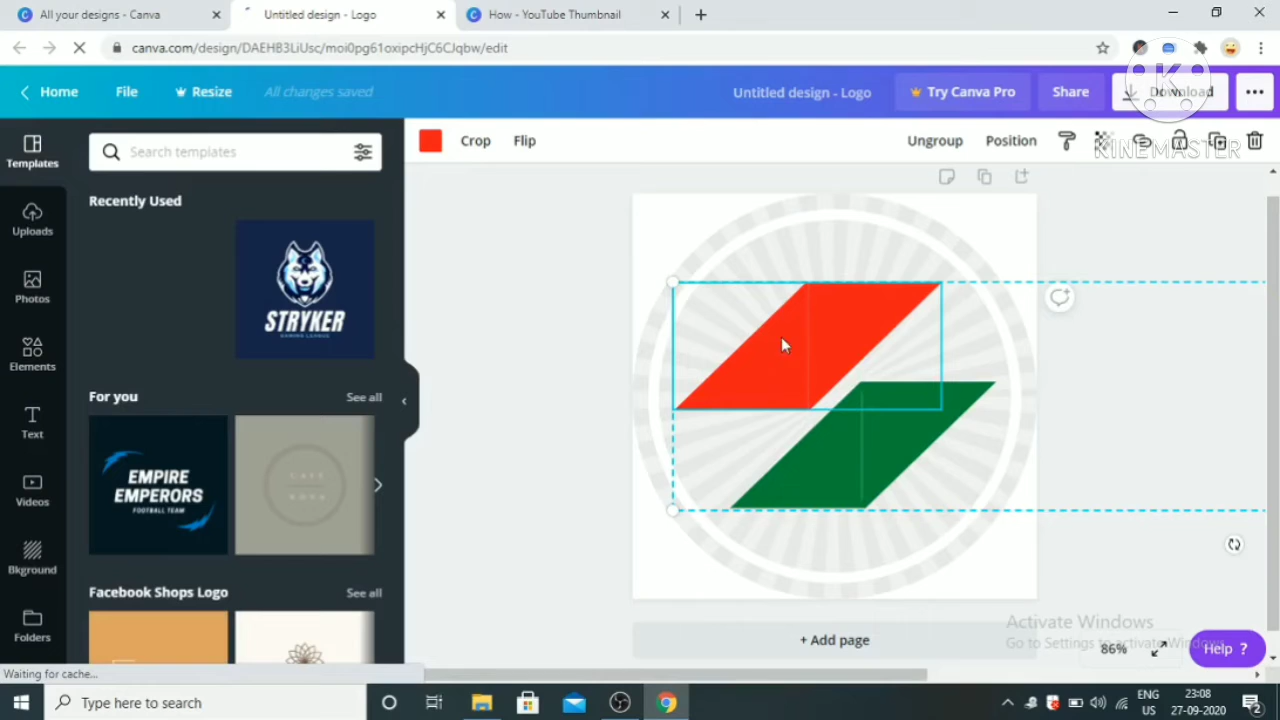 All your designs - Canva
Untitled design - Logo
How - YouTube Thumbnail
canva.com/design/DAEHB3LiUsc/moi0pg61oxipcHjC6CJqbw/edit
Home
File
Resize
All changes saved
Untitled design - Logo
Try Canva Pro
Share
Download
K
KINEMASTER
Templates
Search templates
Crop
Flip
Ungroup
Position
Recently Used
Uploads
Photos
STRYKER
GAMING LEAGUE
Elements
For you
See all
Text
EMPIRE
EMPERORS
FOOTBALL TEAM
CAFE
Videos
Bkground
Facebook Shops Logo
See all
Folders
+ Add page
Activate Windows
Go to Settings to activate Windows.
86%
Help ?
Waiting for cache...
Type here to search
ENG
US
23:08
27-09-2020
2